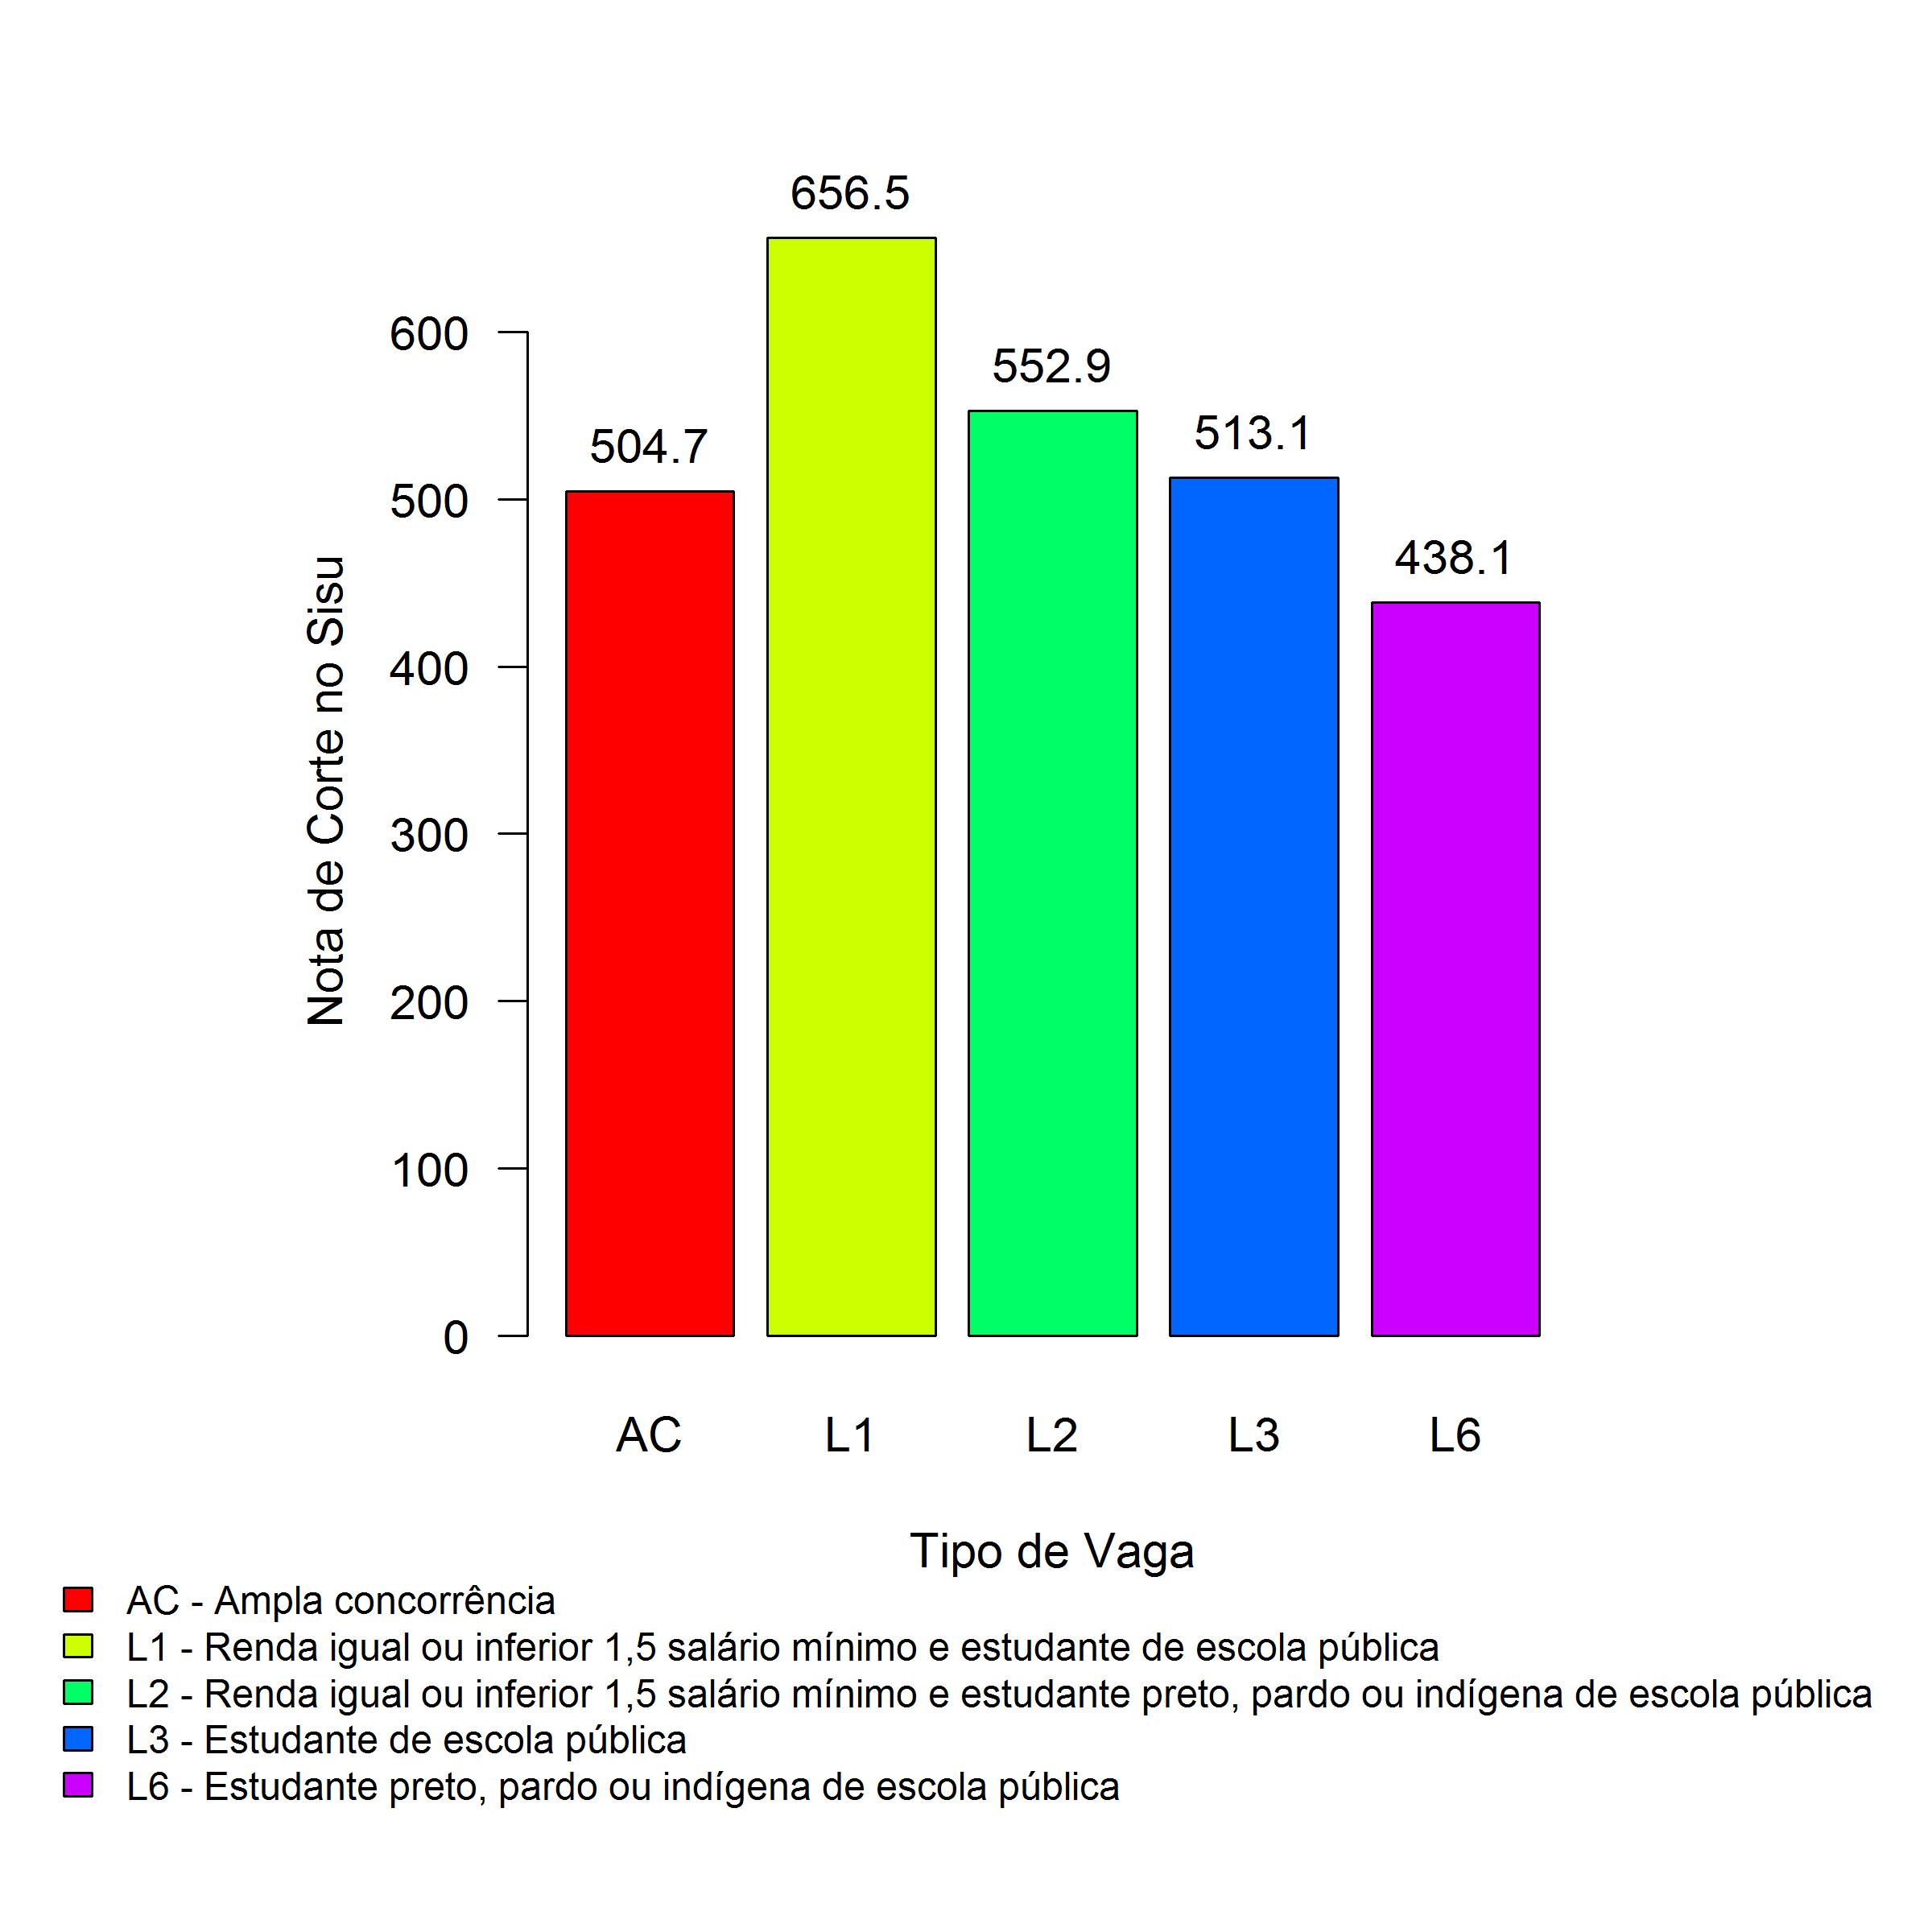 656.5
552.9
513.1
504.7
438.1
600
500
400
300
200
100
0
Nota de Corte no Sisu
AC L1 L2 L3 L6
Tipo de Vaga
AC - Ampla concorrência
L1 - Renda igual ou inferior 1,5 salário mínimo e estudante de escola pública
L2 - Renda igual ou inferior 1,5 salário mínimo e estudante preto, pardo ou indígena de escola pública
L3 - Estudante de escola pública
L6 - Estudante preto, pardo ou indígena de escola pública